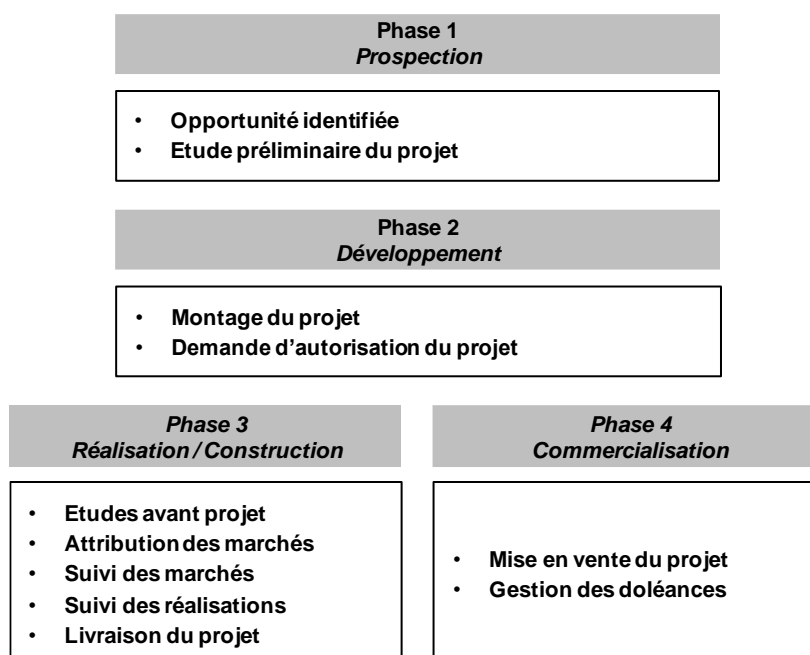 Phase 1
Prospection
• Opportunité identifiée
• Etude préliminaire du projet
Phase 2
Développement
• Montage du projet
• Demande d’autorisation du projet
Phase 3
Réalisation / Construction
• Etudes avant projet
• Attribution des marchés
• Suivi des marchés
• Suivi des réalisations
• Livraison du projet
Phase 4
Commercialisation
• Mise en vente du projet
• Gestion des doléances